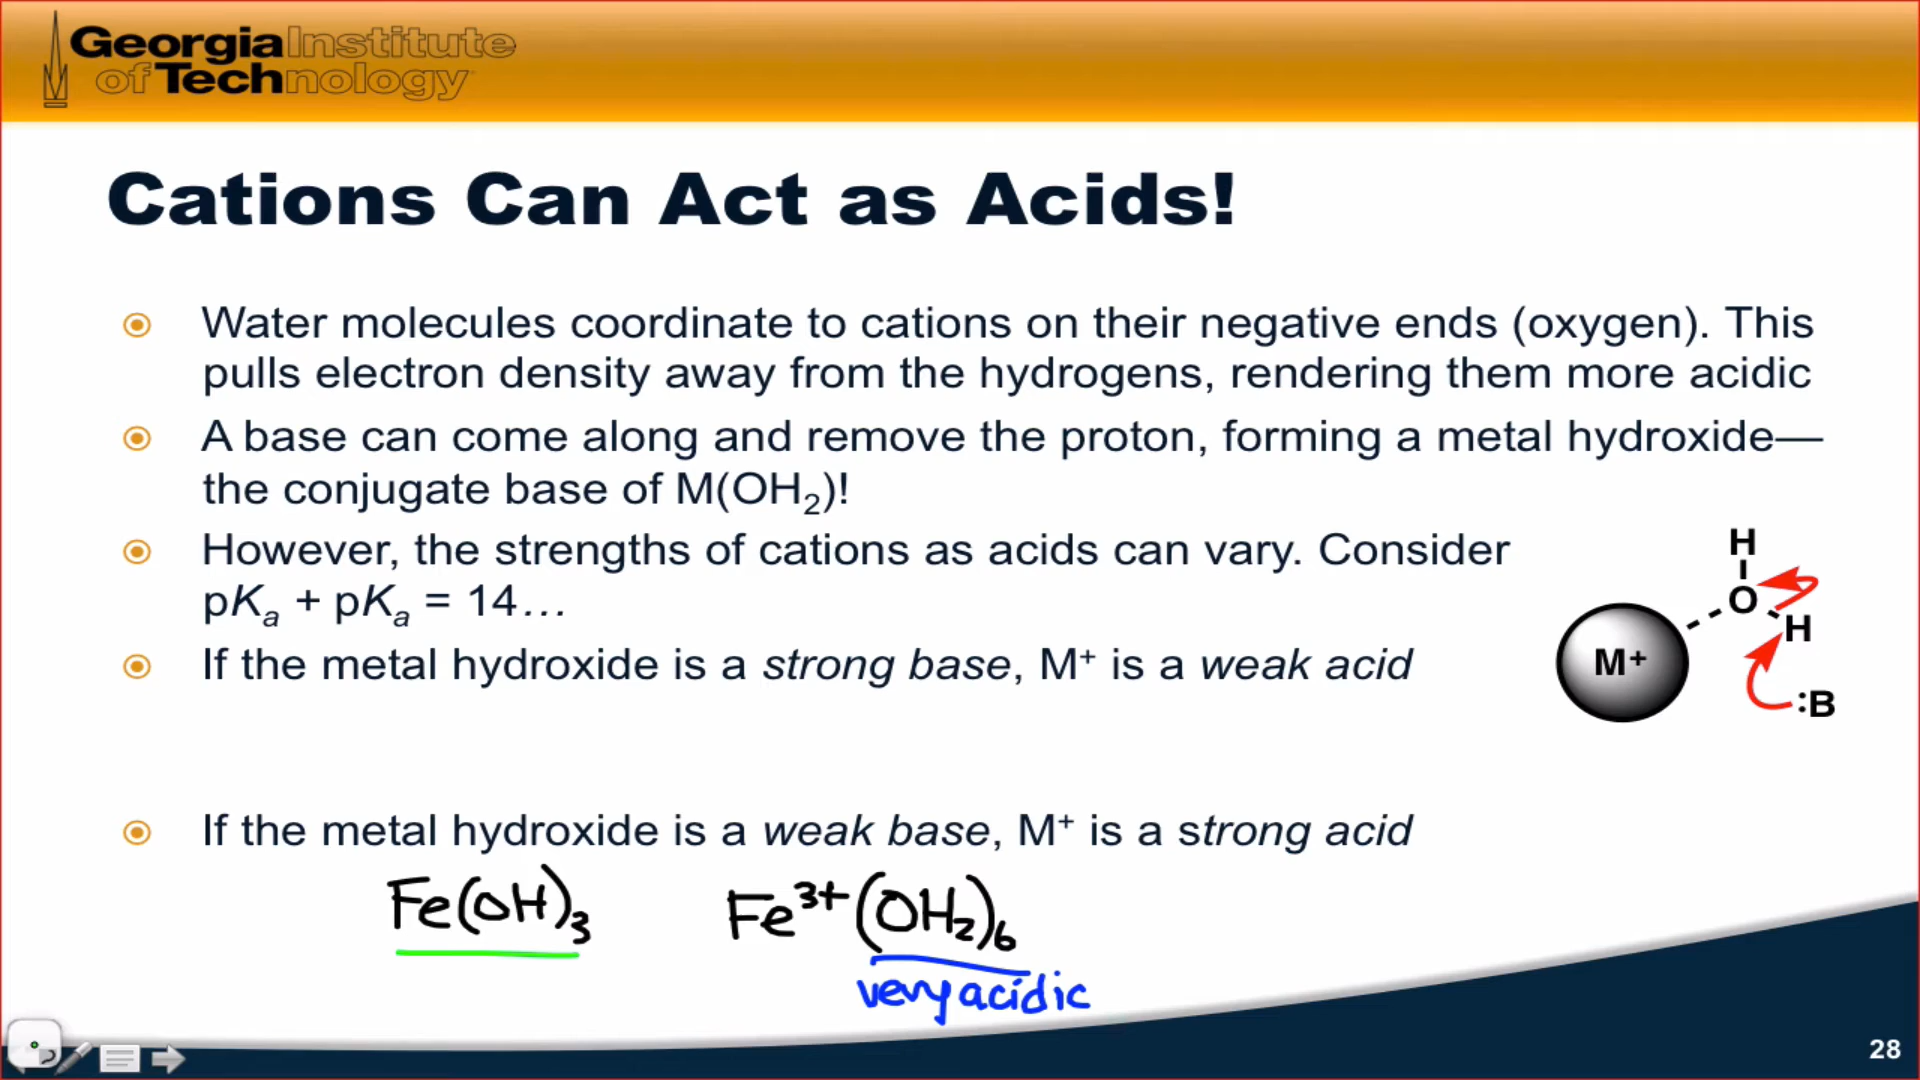 Georgia Institute
of Technology
Cations Can Act as Acids!
Water molecules coordinate to cations on their negative ends (oxygen). This
pulls electron density away from the hydrogens, rendering them more acidic
A base can come along and remove the proton, forming a metal hydroxide—
the conjugate base of M(OH₂)!
However, the strengths of cations as acids can vary. Consider
pKₐ + pKₐ = 14…
If the metal hydroxide is a strong base, M⁺ is a weak acid
H
O
H
M⁺
:B
If the metal hydroxide is a weak base, M⁺ is a strong acid
Fe(OH)₃ Fe³⁺(OH₂)₆
very acidic
28